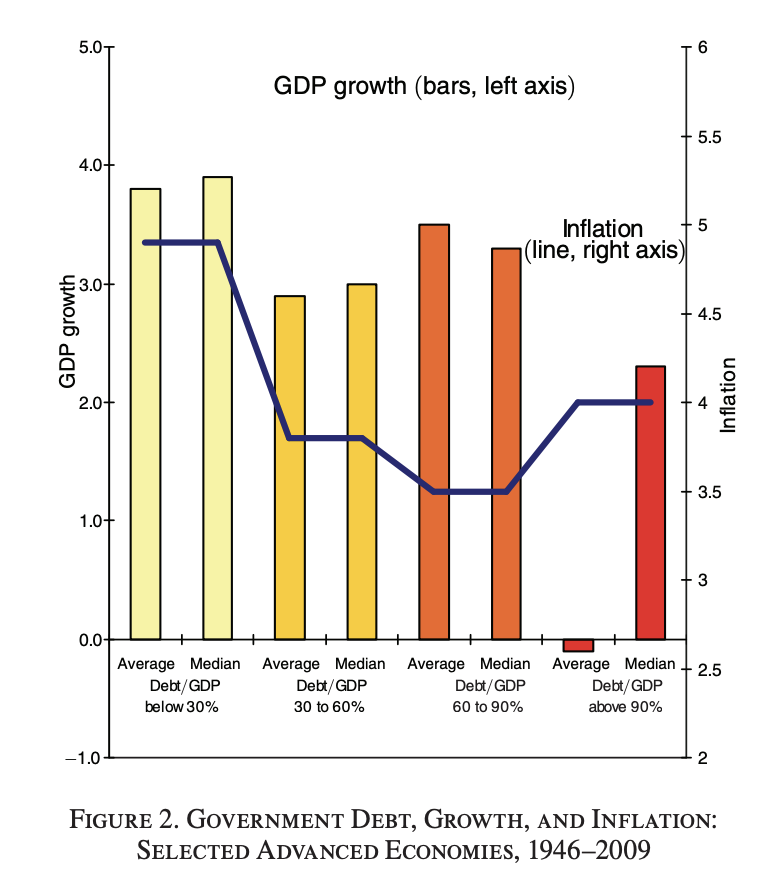 GDP growth (bars, left axis)
Inflation
(line, right axis)
GDP growth
5.0
4.0
3.0
2.0
1.0
0.0
−1.0
6
5.5
5
4.5
4
3.5
3
2.5
2
Inflation
Average Median Average Median Average Median Average Median
Debt/GDP Debt/GDP Debt/GDP Debt/GDP
below 30% 30 to 60% 60 to 90% above 90%
Figure 2. Government Debt, Growth, and Inflation:
Selected Advanced Economies, 1946–2009